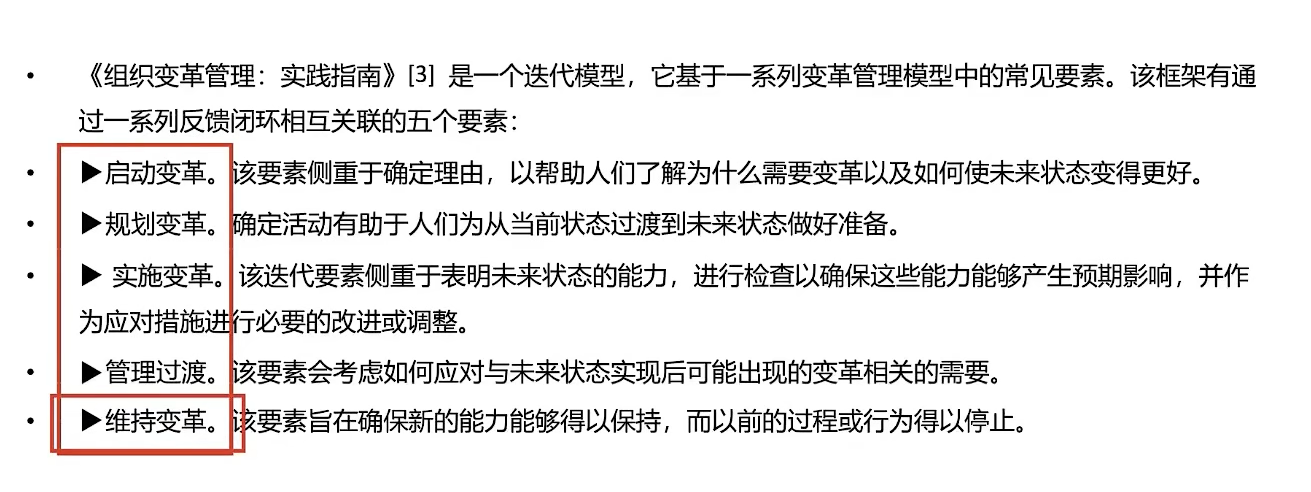 • 《组织变革管理：实践指南》[3] 是一个迭代模型，它基于一系列变革管理模型中的常见要素。该框架有通
过一系列反馈闭环相互关联的五个要素：
• ▶启动变革。该要素侧重于确定理由，以帮助人们了解为什么需要变革以及如何使未来状态变得更好。
• ▶规划变革。确定活动有助于人们为从当前状态过渡到未来状态做好准备。
• ▶ 实施变革。该迭代要素侧重于表明未来状态的能力，进行检查以确保这些能力能够产生预期影响，并作
为应对措施进行必要的改进或调整。
• ▶管理过渡。该要素会考虑如何应对与未来状态实现后可能出现的变革相关的需要。
• ▶维持变革。该要素旨在确保新的能力能够得以保持，而以前的过程或行为得以停止。